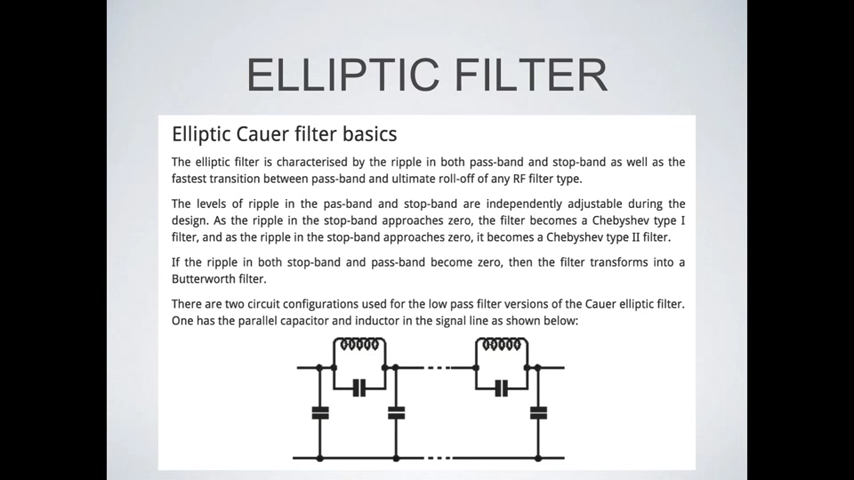 ELLIPTIC FILTER
Elliptic Cauer filter basics
The elliptic filter is characterised by the ripple in both pass-band and stop-band as well as the
fastest transition between pass-band and ultimate roll-off of any RF filter type.
The levels of ripple in the pas-band and stop-band are independently adjustable during the
design. As the ripple in the stop-band approaches zero, the filter becomes a Chebyshev type I
filter, and as the ripple in the stop-band approaches zero, it becomes a Chebyshev type II filter.
If the ripple in both stop-band and pass-band become zero, then the filter transforms into a
Butterworth filter.
There are two circuit configurations used for the low pass filter versions of the Cauer elliptic filter.
One has the parallel capacitor and inductor in the signal line as shown below: